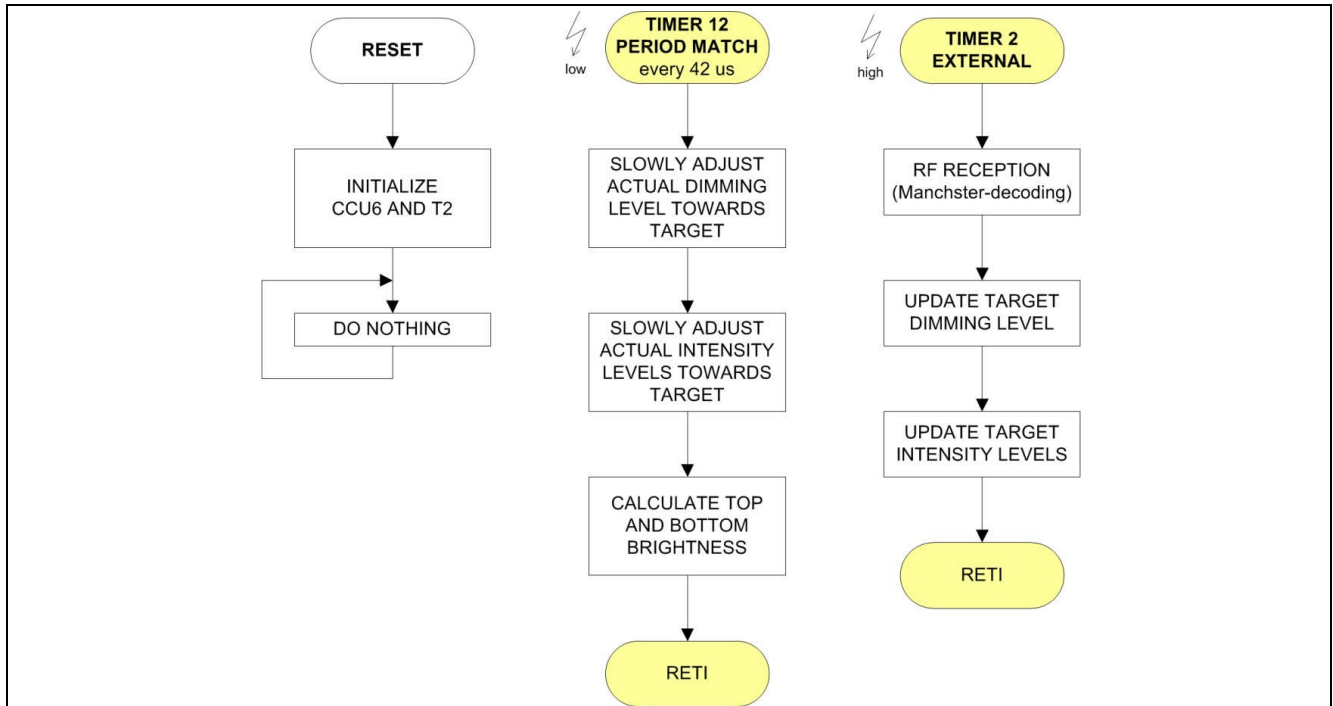 RESET
INITIALIZE
CCU6 AND T2
DO NOTHING
low
TIMER 12
PERIOD MATCH
every 42 us
SLOWLY ADJUST
ACTUAL DIMMING
LEVEL TOWARDS
TARGET
SLOWLY ADJUST
ACTUAL INTENSITY
LEVELS TOWARDS
TARGET
CALCULATE TOP
AND BOTTOM
BRIGHTNESS
RETI
high
TIMER 2
EXTERNAL
RF RECEPTION
(Manchster-decoding)
UPDATE TARGET
DIMMING LEVEL
UPDATE TARGET
INTENSITY LEVELS
RETI